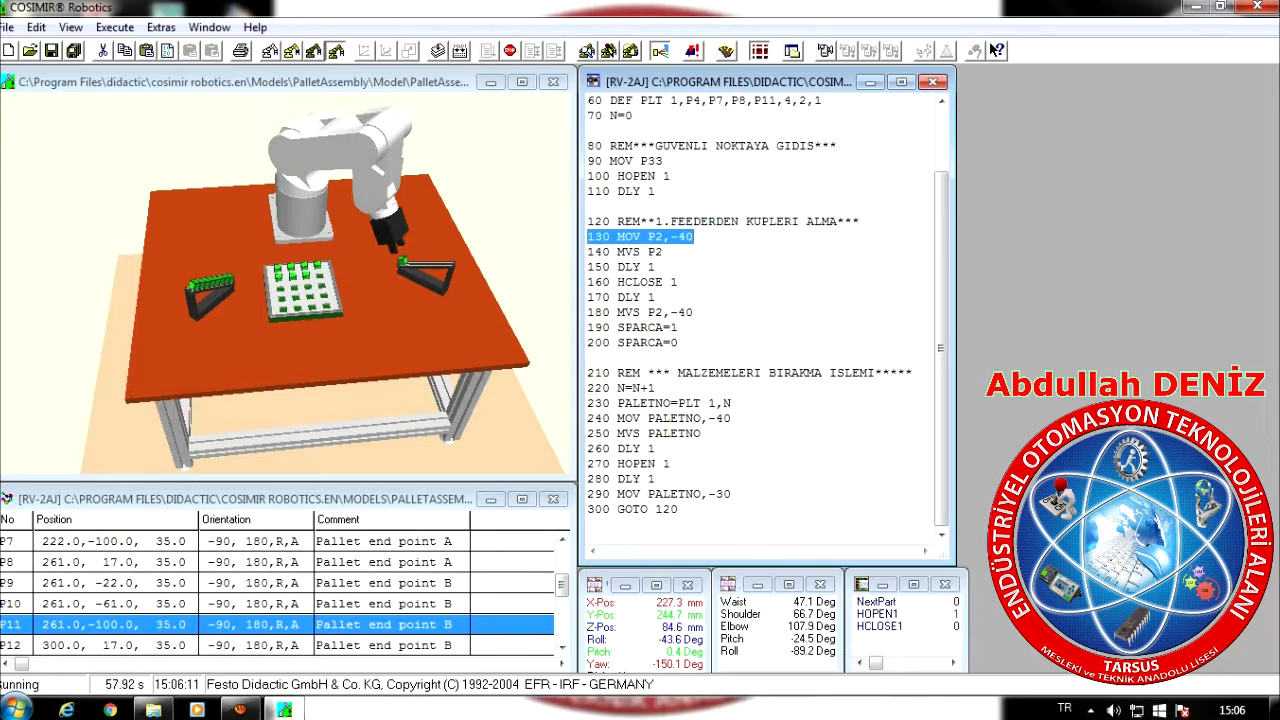 COSIMIR® Robotics
File Edit View Execute Extras Window Help
C:\Program Files\didactic\cosimir robotics.en\Models\PalletAssembly\Model\PalletAsse...
[RV-2AJ] C:\PROGRAM FILES\DIDACTIC\COSIM...
60 DEF PLT 1,P4,P7,P8,P11,4,2,1
70 N=0
80 REM***GUVENLI NOKTAYA GIDIS***
90 MOV P33
100 HOPEN 1
110 DLY 1
120 REM**1.FEEDERDEN KUPLERI ALMA***
130 MOV P2,-40
140 MVS P2
150 DLY 1
160 HCLOSE 1
170 DLY 1
180 MVS P2,-40
190 SPARCA=1
200 SPARCA=0
210 REM *** MALZEMELERI BIRAKMA ISLEMI*****
220 N=N+1
230 PALETNO=PLT 1,N
240 MOV PALETNO,-40
250 MVS PALETNO
260 DLY 1
270 HOPEN 1
280 DLY 1
290 MOV PALETNO,-30
300 GOTO 120
[RV-2AJ] C:\PROGRAM FILES\DIDACTIC\COSIMIR ROBOTICS.EN\MODELS\PALLETASSEM...
No Position Orientation Comment
P7 222.0,-100.0, 35.0 -90, 180,R,A Pallet end point A
P8 261.0, 17.0, 35.0 -90, 180,R,A Pallet end point B
P9 261.0, -22.0, 35.0 -90, 180,R,A Pallet end point B
P10 261.0, -61.0, 35.0 -90, 180,R,A Pallet end point B
P11 261.0,-100.0, 35.0 -90, 180,R,A Pallet end point B
P12 300.0, 17.0, 35.0 -90, 180,R,A Pallet end point B
X-Pos: 227.3 mm
Y-Pos: 244.7 mm
Z-Pos: 84.6 mm
Roll: -43.6 Deg
Pitch: 0.4 Deg
Yaw: -150.1 Deg
Waist 47.1 Deg
Shoulder 66.7 Deg
Elbow 107.9 Deg
Pitch -24.5 Deg
Roll -89.2 Deg
NextPart 0
HOPEN1 1
HCLOSE1 0
Abdullah DENİZ
ENDÜSTRİYEL OTOMASYON TEKNOLOJİLERİ ALANI
TARSUS
MESLEKİ ve TEKNİK ANADOLU LİSESİ
unning 57.92 s 15:06:11 Festo Didactic GmbH & Co. KG, Copyright (C) 1992-2004 EFR - IRF - GERMANY
TR 15:06